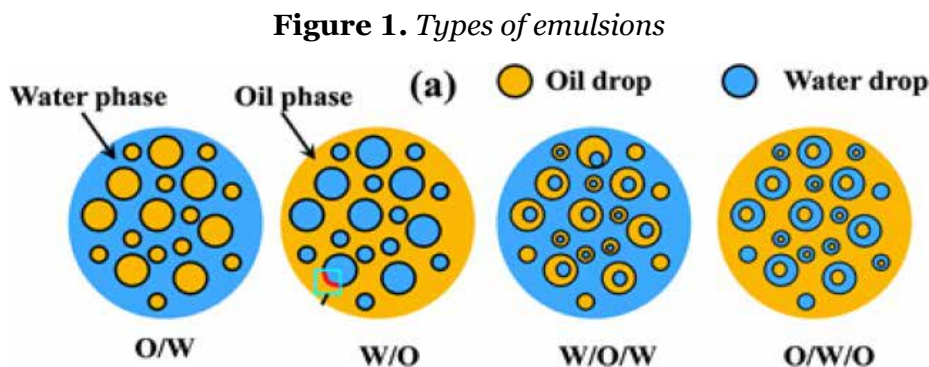 Figure 1. Types of emulsions
Water phase Oil phase (a) Oil drop Water drop
O/W W/O W/O/W O/W/O